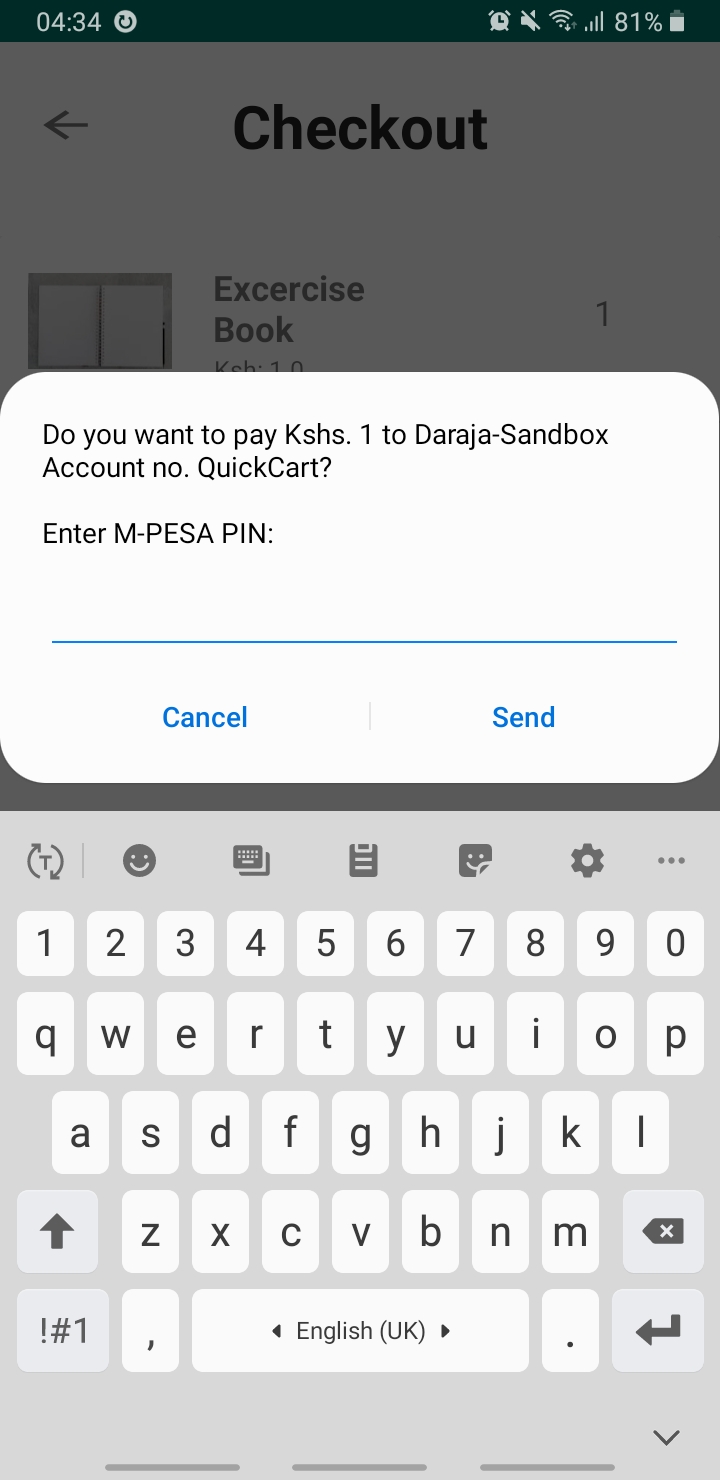 04:34
81%
Checkout
Excercise
Book
1
Ksh: 1.0
Do you want to pay Kshs. 1 to Daraja-Sandbox
Account no. QuickCart?
Enter M-PESA PIN:
Cancel
Send
1 2 3 4 5 6 7 8 9 0
q w e r t y u i o p
a s d f g h j k l
z x c v b n m
!#1 , English (UK) .